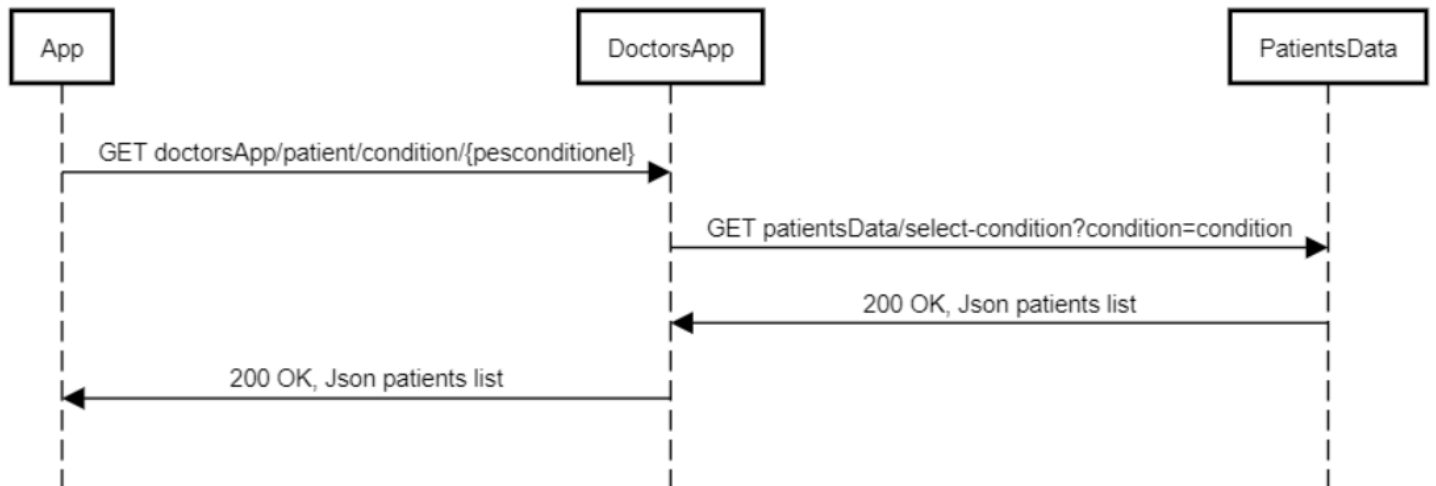 App
DoctorsApp
PatientsData
GET doctorsApp/patient/condition/{pesconditionel}
GET patientsData/select-condition?condition=condition
200 OK, Json patients list
200 OK, Json patients list